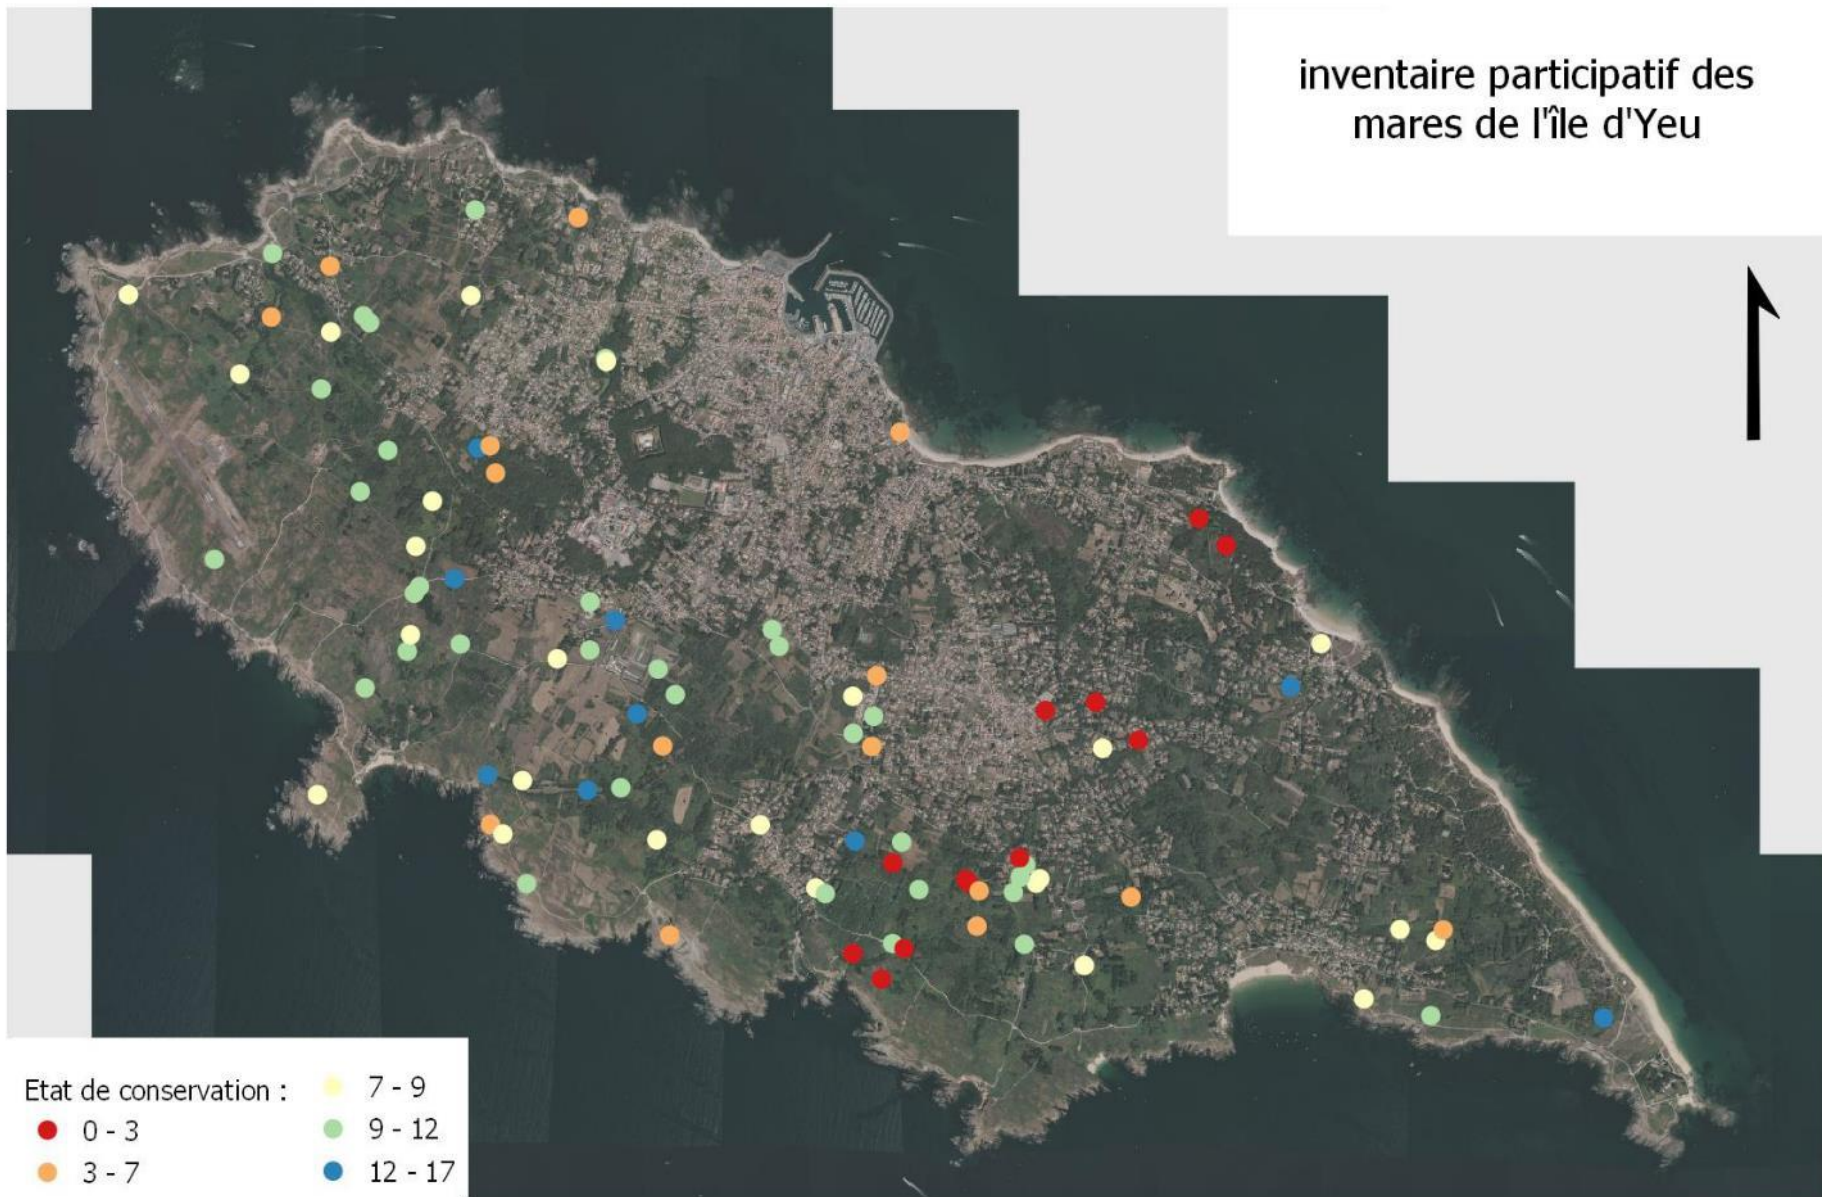 inventaire participatif des
mares de l'île d'Yeu
Etat de conservation :
0 - 3
3 - 7
7 - 9
9 - 12
12 - 17